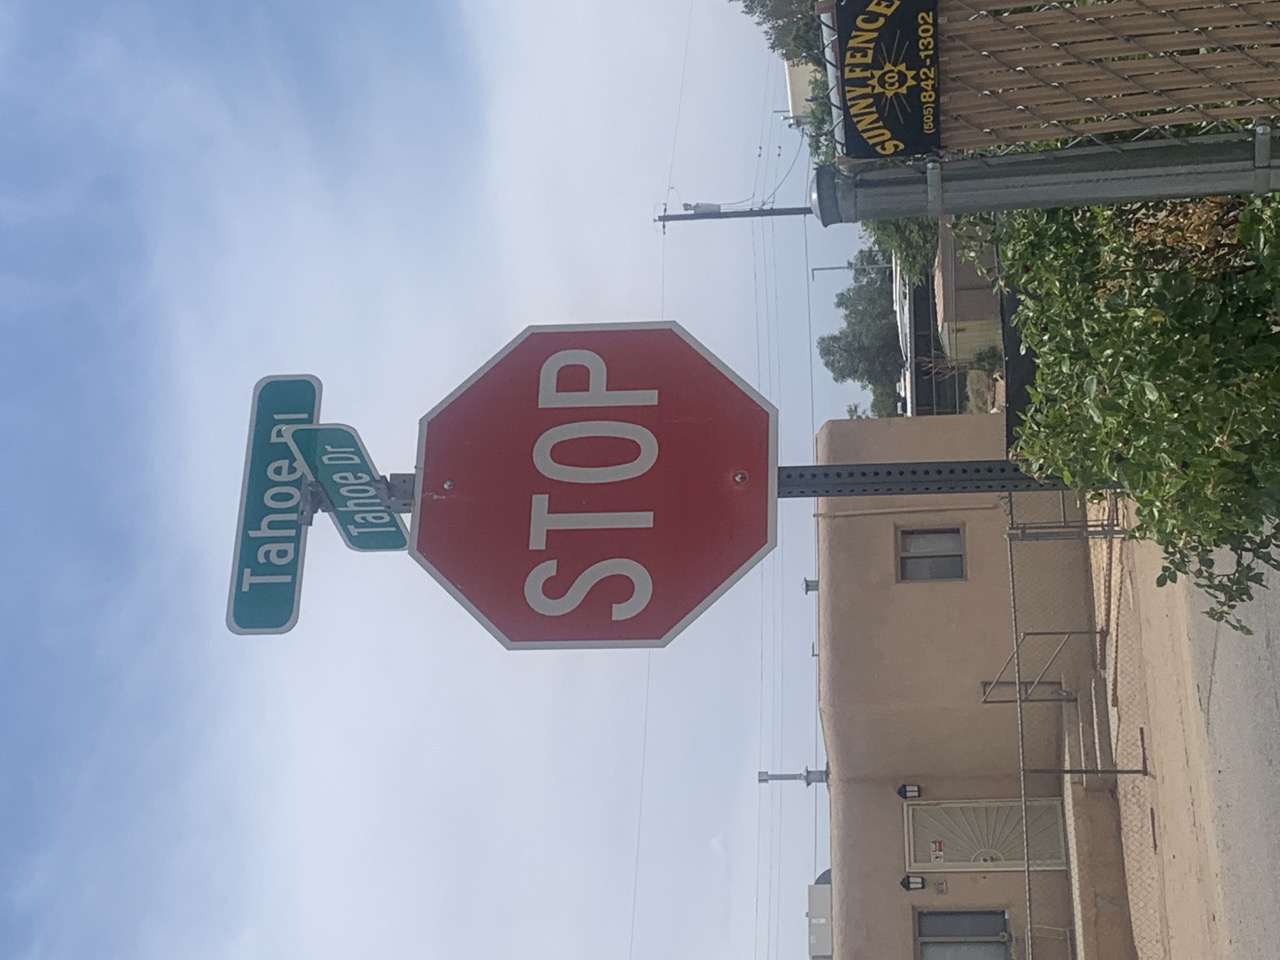 Tahoe Pl
Tahoe Dr
STOP
SUNNY FENCE
CO.
(505) 842-1302